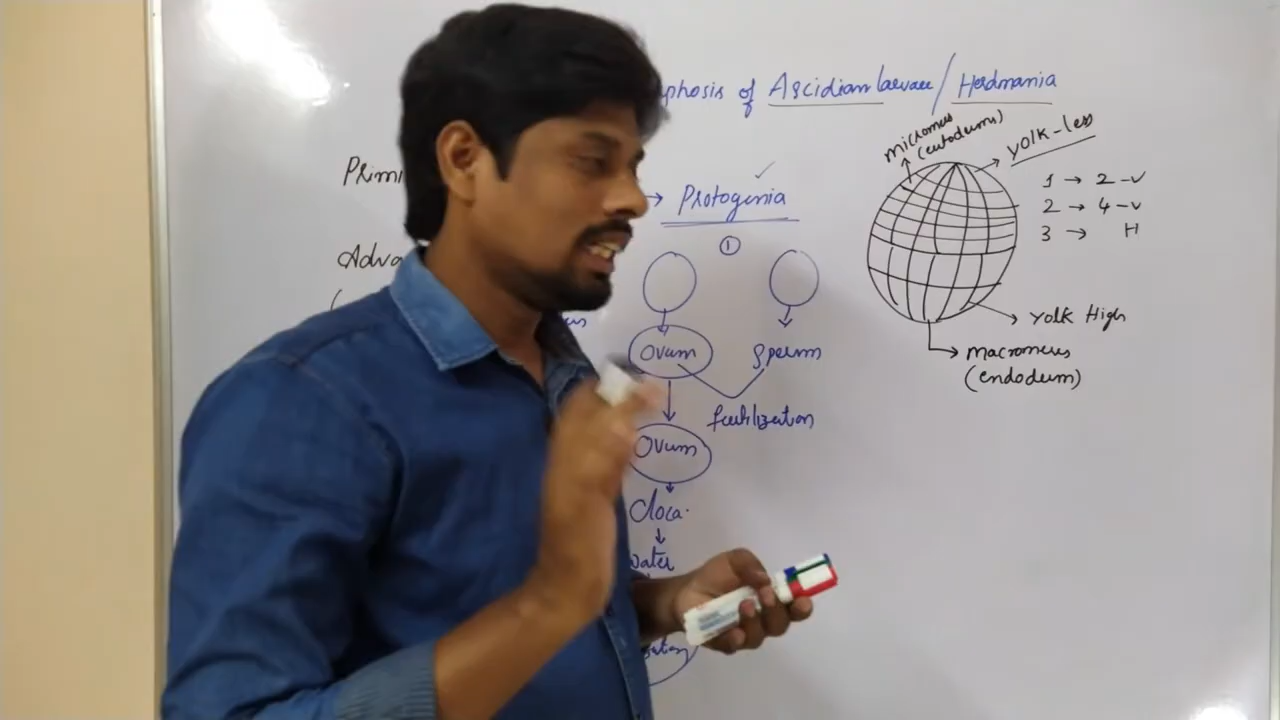 phosis of Ascidian larvae / Herdmania
micromeres
(ectoderm)
yolk-less
Primi
→ Protogenia ✓
1 → 2 -V
2 → 4 -V
3 → H
①
Adva
(
Ovum
Sperm
yolk High
macromeres
(endoderm)
fertilization
Ovum
Cloca.
water